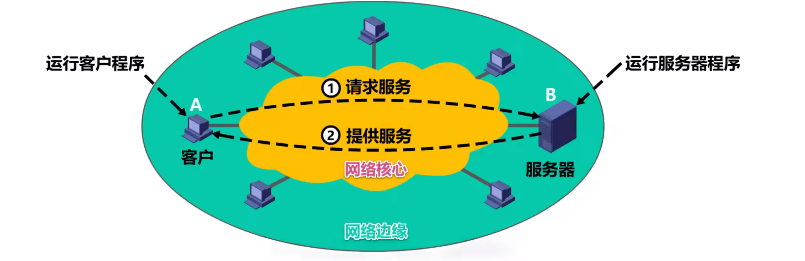 运行客户程序
运行服务器程序
A
B
① 请求服务
② 提供服务
客户
服务器
网络核心
网络边缘